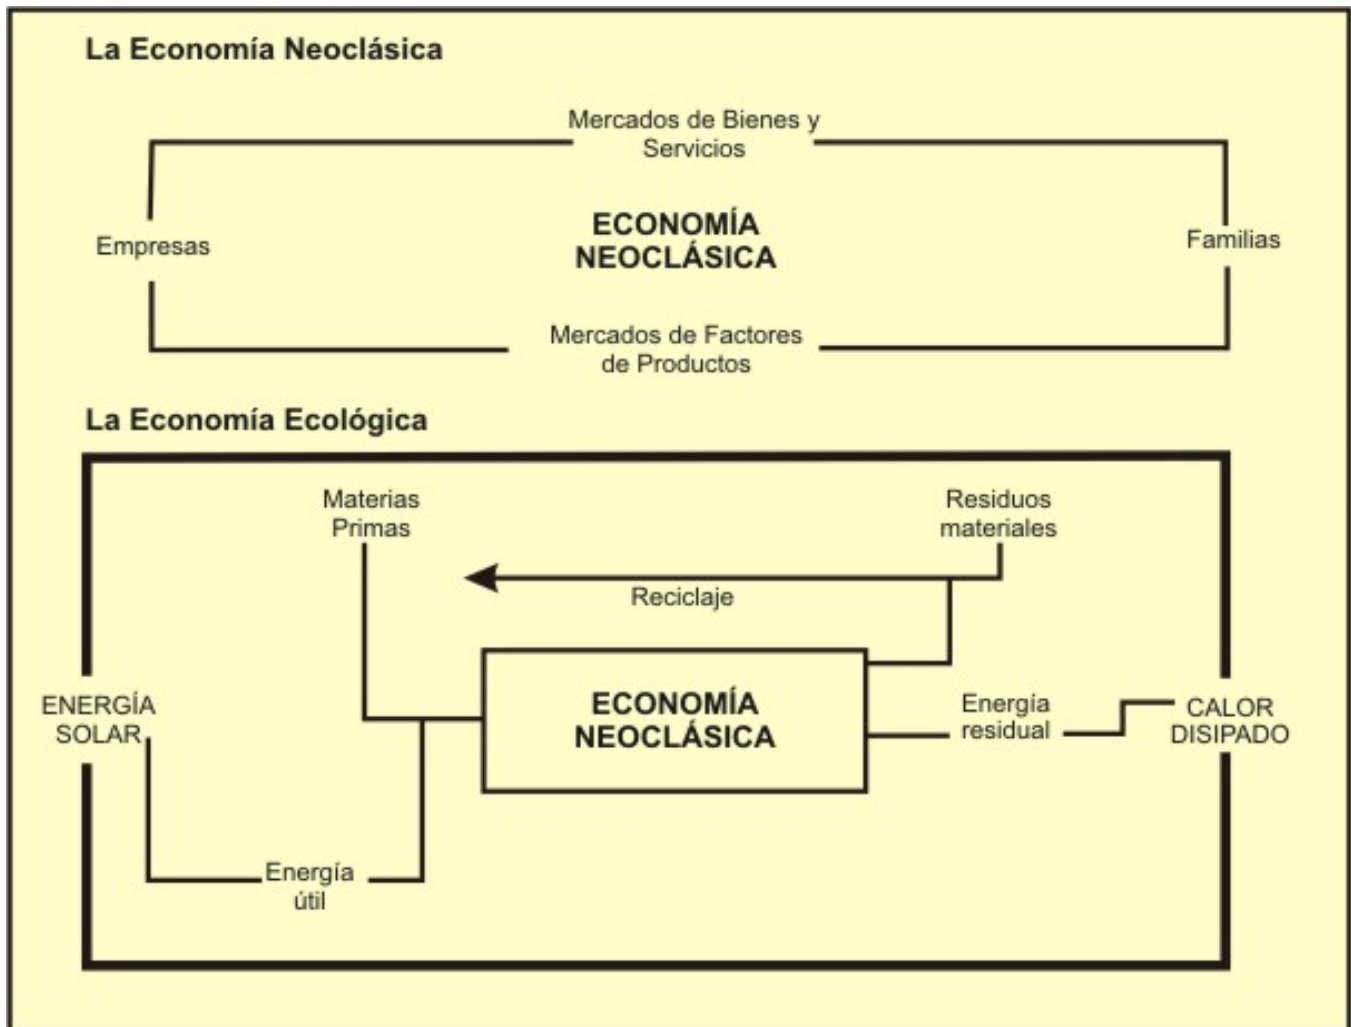 La Economía Neoclásica
Mercados de Bienes y
Servicios
ECONOMÍA
NEOCLÁSICA
Empresas
Familias
Mercados de Factores
de Productos
La Economía Ecológica
Materias
Primas
Residuos
materiales
Reciclaje
ENERGÍA
SOLAR
ECONOMÍA
NEOCLÁSICA
Energía
residual
CALOR
DISIPADO
Energía
útil